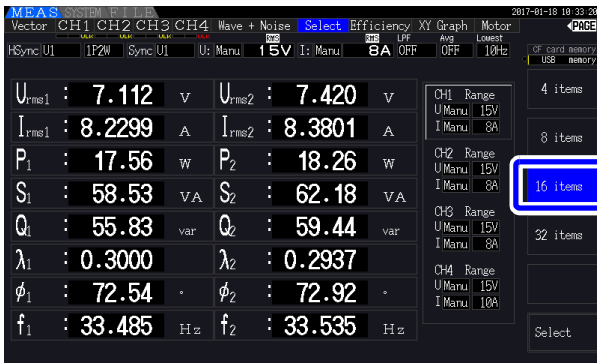 MEAS SYSTEM FILE 2017-01-18 10:33:20
Vector CH1 CH2 CH3 CH4 Wave + Noise Select Efficiency XY Graph Motor PAGE
RMS RMS LPF Avg Lowest
HSync U1 1P2W Sync U1 U: Manu 15V I: Manu 8A OFF OFF 10Hz
CF card memory
USB memory
Urms1 : 7.112 V Urms2 : 7.420 V
Irms1 : 8.2299 A Irms2 : 8.3801 A
P1 : 17.56 W P2 : 18.26 W
S1 : 58.53 VA S2 : 62.18 VA
Q1 : 55.83 var Q2 : 59.44 var
λ1 : 0.3000 λ2 : 0.2937
φ1 : 72.54 ° φ2 : 72.92 °
f1 : 33.485 Hz f2 : 33.535 Hz
CH1 Range
U Manu 15V
I Manu 8A
CH2 Range
U Manu 15V
I Manu 8A
CH3 Range
U Manu 15V
I Manu 8A
CH4 Range
U Manu 15V
I Manu 10A
4 items
8 items
16 items
32 items
Select